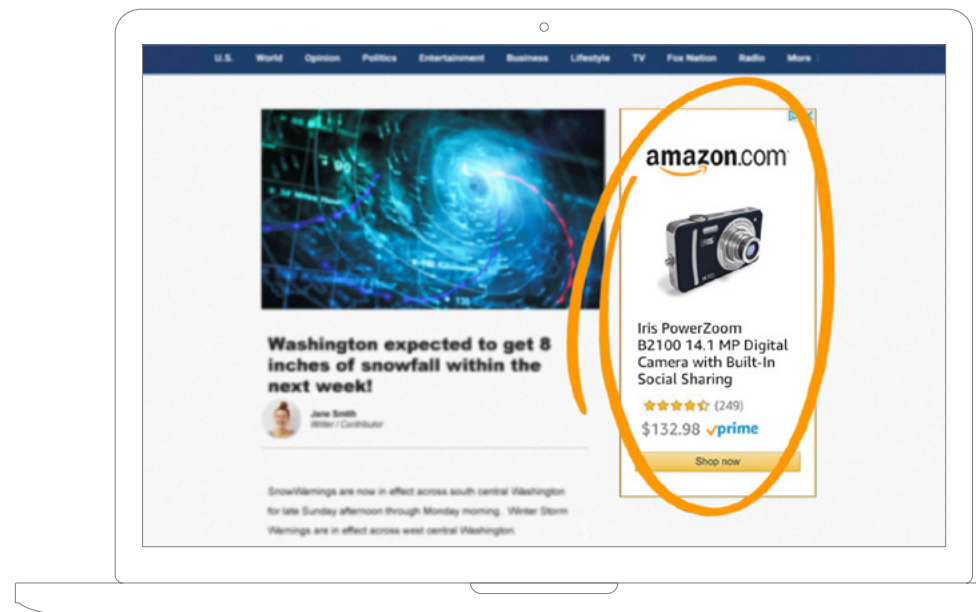 U.S. World Opinion Politics Entertainment Business Lifestyle TV Fox Nation Radio More
amazon.com
Iris PowerZoom
B2100 14.1 MP Digital
Camera with Built-In
Social Sharing
(249)
$132.98 prime
Shop now
Washington expected to get 8
inches of snowfall within the
next week!
Jane Smith
Writer / Contributor
SnowWarnings are now in effect across south central Washington
for late Sunday afternoon through Monday morning. Winter Storm
Warnings are in effect across west central Washington.